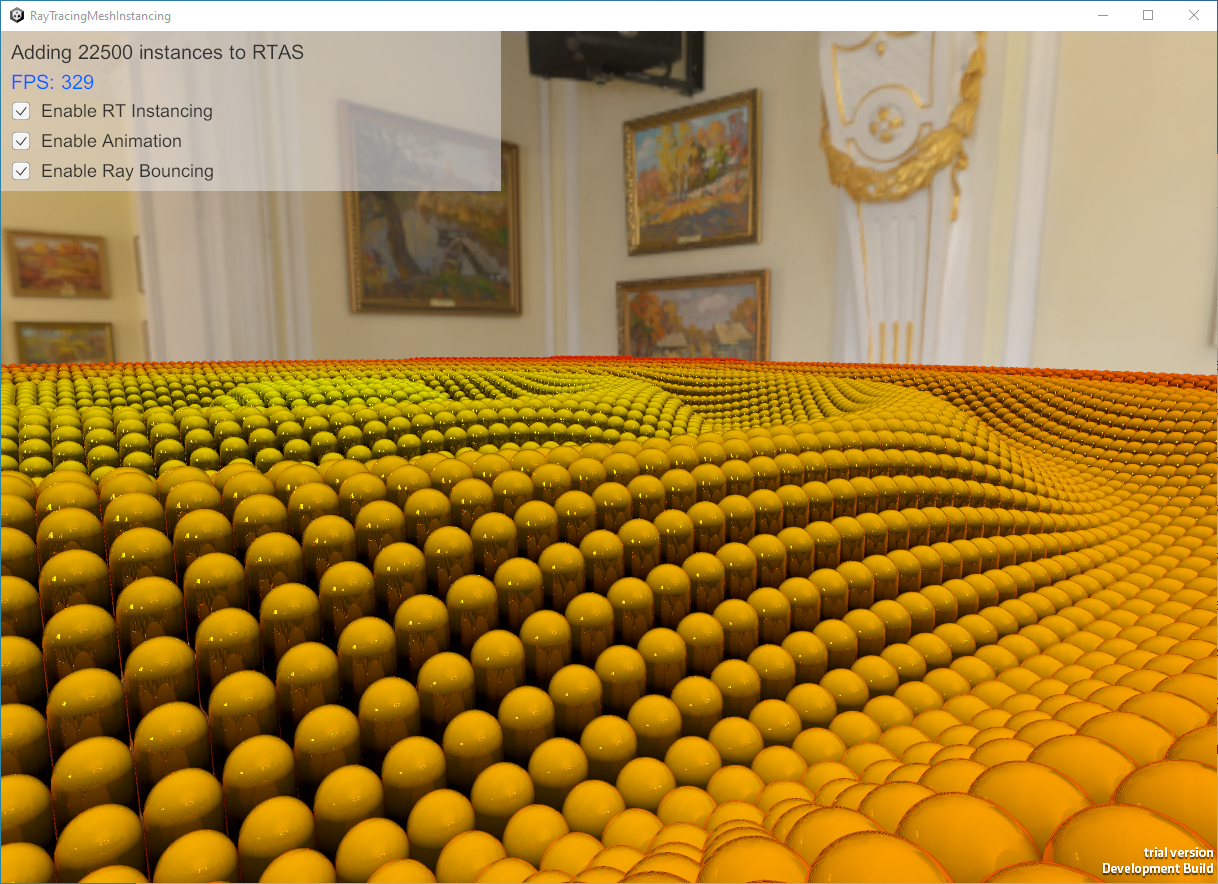 RayTracingMeshInstancing
Adding 22500 instances to RTAS
FPS: 329
Enable RT Instancing
Enable Animation
Enable Ray Bouncing
trial version
Development Build